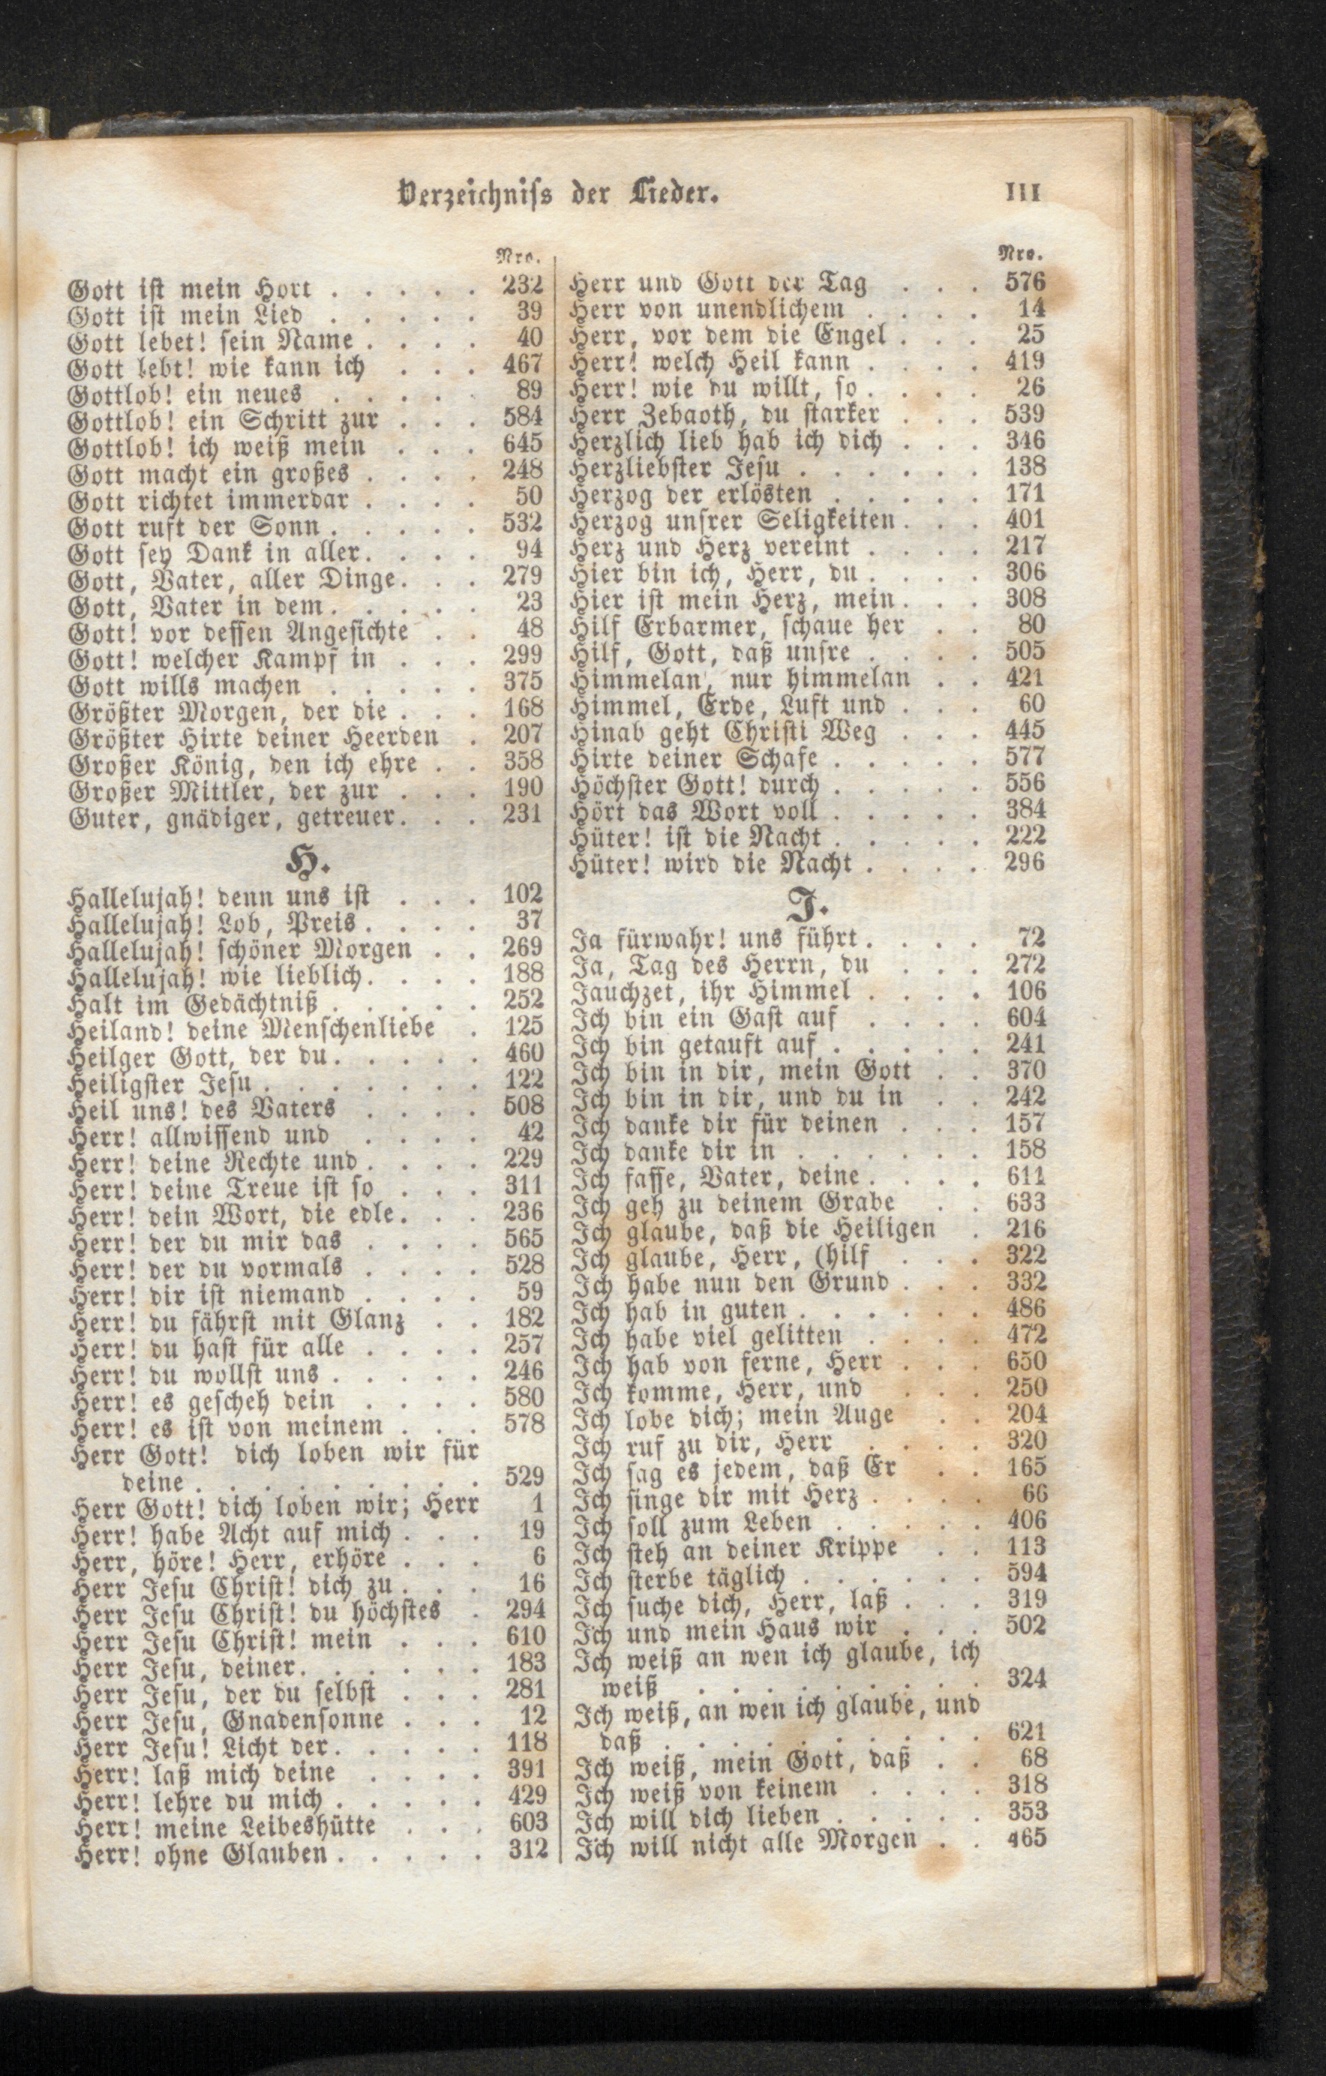 Verzeichniss der Lieder. III
Nro.
Gott ist mein Hort . . . . . 232
Gott ist mein Lied . . . . . 39
Gott lebet! sein Name . . . . 40
Gott lebt! wie kann ich . . . 467
Gottlob! ein neues . . . . . 89
Gottlob! ein Schritt zur . . . 584
Gottlob! ich weiß mein . . . 645
Gott macht ein großes . . . . 248
Gott richtet immerdar . . . . 50
Gott ruft der Sonn . . . . . 532
Gott sey Dank in aller. . . . 94
Gott, Vater, aller Dinge. . . 279
Gott, Vater in dem. . . . . 23
Gott! vor dessen Angesichte . . 48
Gott! welcher Kampf in . . . 299
Gott wills machen . . . . . 375
Größter Morgen, der die . . . 168
Größter Hirte deiner Heerden . 207
Großer König, den ich ehre . . 358
Großer Mittler, der zur . . . 190
Guter, gnädiger, getreuer. . . 231
H.
Hallelujah! denn uns ist . . . 102
Hallelujah! Lob, Preis. . . . 37
Hallelujah! schöner Morgen . . 269
Hallelujah! wie lieblich. . . . 188
Halt im Gedächtniß . . . . . 252
Heiland! deine Menschenliebe . 125
Heilger Gott, der du. . . . . 460
Heiligster Jesu . . . . . . . 122
Heil uns! des Vaters . . . . 508
Herr! allwissend und . . . . 42
Herr! deine Rechte und . . . . 229
Herr! deine Treue ist so . . . 311
Herr! dein Wort, die edle. . . 236
Herr! der du mir das . . . . 565
Herr! der du vormals . . . . 528
Herr! dir ist niemand . . . . 59
Herr! du fährst mit Glanz . . 182
Herr! du hast für alle . . . . 257
Herr! du wollst uns . . . . . 246
Herr! es gescheh dein . . . . 580
Herr! es ist von meinem . . . 578
Herr Gott! dich loben wir für
deine . . . . . . . . . 529
Herr Gott! dich loben wir; Herr 1
Herr! habe Acht auf mich . . . 19
Herr, höre! Herr, erhöre . . . 6
Herr Jesu Christ! dich zu . . . 16
Herr Jesu Christ! du höchstes . 294
Herr Jesu Christ! mein . . . 610
Herr Jesu, deiner. . . . . . 183
Herr Jesu, der du selbst . . . 281
Herr Jesu, Gnadensonne . . . 12
Herr Jesu! Licht der. . . . . 118
Herr! laß mich deine . . . . 391
Herr! lehre du mich . . . . . 429
Herr! meine Leibeshütte . . . 603
Herr! ohne Glauben . . . . . 312
Nro.
Herr und Gott der Tag . . . 576
Herr von unendlichem . . . . 14
Herr, vor dem die Engel . . . 25
Herr! welch Heil kann . . . . 419
Herr! wie du willt, so . . . . 26
Herr Zebaoth, du starker . . . 539
Herzlich lieb hab ich dich . . . 346
Herzliebster Jesu . . . . . . 138
Herzog der erlösten . . . . . 171
Herzog unsrer Seligkeiten. . . 401
Herz und Herz vereint . . . . 217
Hier bin ich, Herr, du . . . . 306
Hier ist mein Herz, mein. . . 308
Hilf Erbarmer, schaue her . . 80
Hilf, Gott, daß unsre . . . . 505
Himmelan, nur himmelan . . 421
Himmel, Erde, Luft und . . . 60
Hinab geht Christi Weg . . . 445
Hirte deiner Schafe . . . . . 577
Höchster Gott! durch . . . . . 556
Hört das Wort voll . . . . . 384
Hüter! ist die Nacht . . . . . 222
Hüter! wird die Nacht . . . . 296
J.
Ja fürwahr! uns führt. . . . 72
Ja, Tag des Herrn, du . . . 272
Jauchzet, ihr Himmel . . . . 106
Ich bin ein Gast auf . . . . 604
Ich bin getauft auf . . . . . 241
Ich bin in dir, mein Gott . . 370
Ich bin in dir, und du in . . 242
Ich danke dir für deinen . . . 157
Ich danke dir in . . . . . . 158
Ich fasse, Vater, deine. . . . 611
Ich geh zu deinem Grabe . . 633
Ich glaube, daß die Heiligen . 216
Ich glaube, Herr, (hilf . . . 322
Ich habe nun den Grund . . . 332
Ich hab in guten . . . . . . 486
Ich habe viel gelitten . . . . 472
Ich hab von ferne, Herr . . . 650
Ich komme, Herr, und . . . 250
Ich lobe dich; mein Auge . . 204
Ich ruf zu dir, Herr . . . . 320
Ich sag es jedem, daß Er . . 165
Ich singe dir mit Herz . . . . 66
Ich soll zum Leben . . . . . 406
Ich steh an deiner Krippe . . 113
Ich sterbe täglich . . . . . . 594
Ich suche dich, Herr, laß . . . 319
Ich und mein Haus wir . . . 502
Ich weiß an wen ich glaube, ich
weiß . . . . . . . . . 324
Ich weiß, an wen ich glaube, und
daß . . . . . . . . . . 621
Ich weiß, mein Gott, daß . . 68
Ich weiß von keinem . . . . 318
Ich will dich lieben . . . . . 353
Ich will nicht alle Morgen . . 465